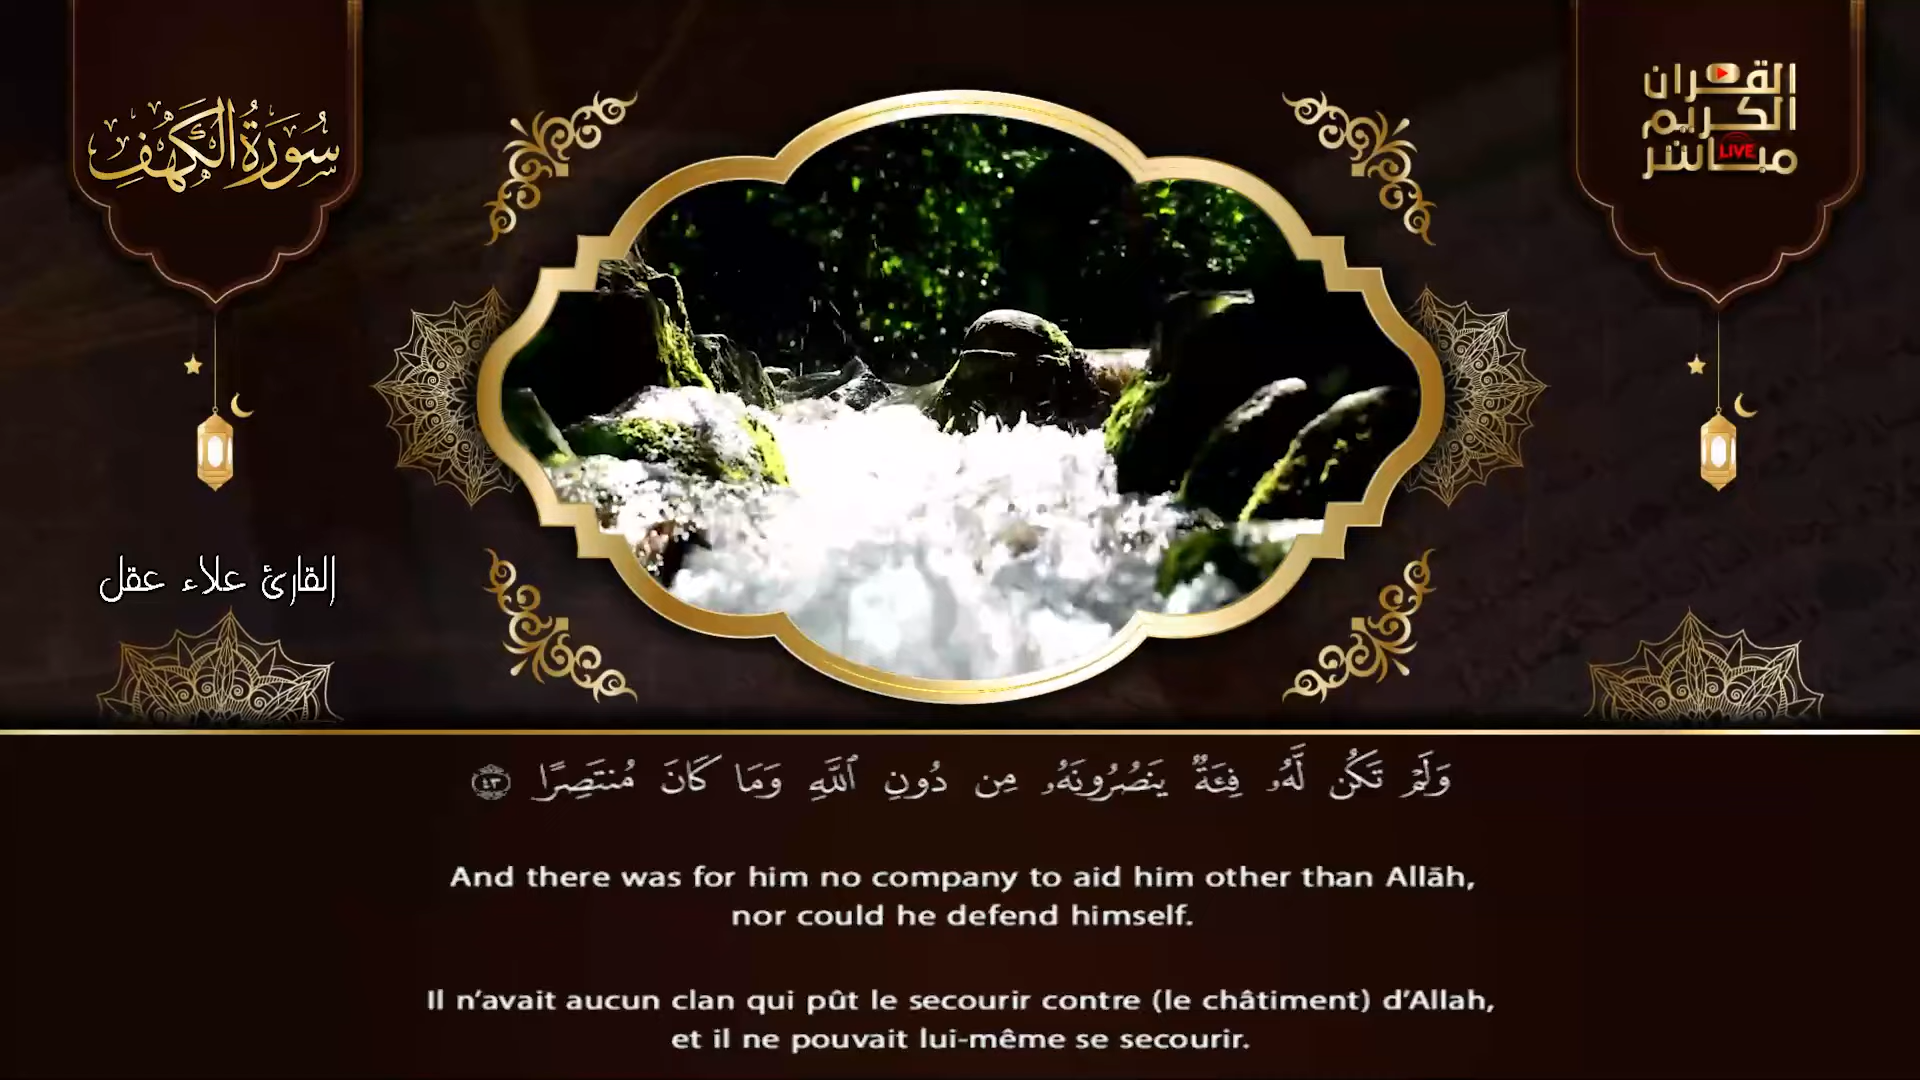 سُورَةُ الكَهْفِ
القرآن
الكريم
مباشر
LIVE
القارئ علاء عقل
وَلَمْ تَكُن لَّهُۥ فِئَةٌ يَنصُرُونَهُۥ مِن دُونِ ٱللَّهِ وَمَا كَانَ مُنتَصِرًا ٤٣
And there was for him no company to aid him other than Allāh,
nor could he defend himself.
Il n’avait aucun clan qui pût le secourir contre (le châtiment) d’Allah,
et il ne pouvait lui-même se secourir.